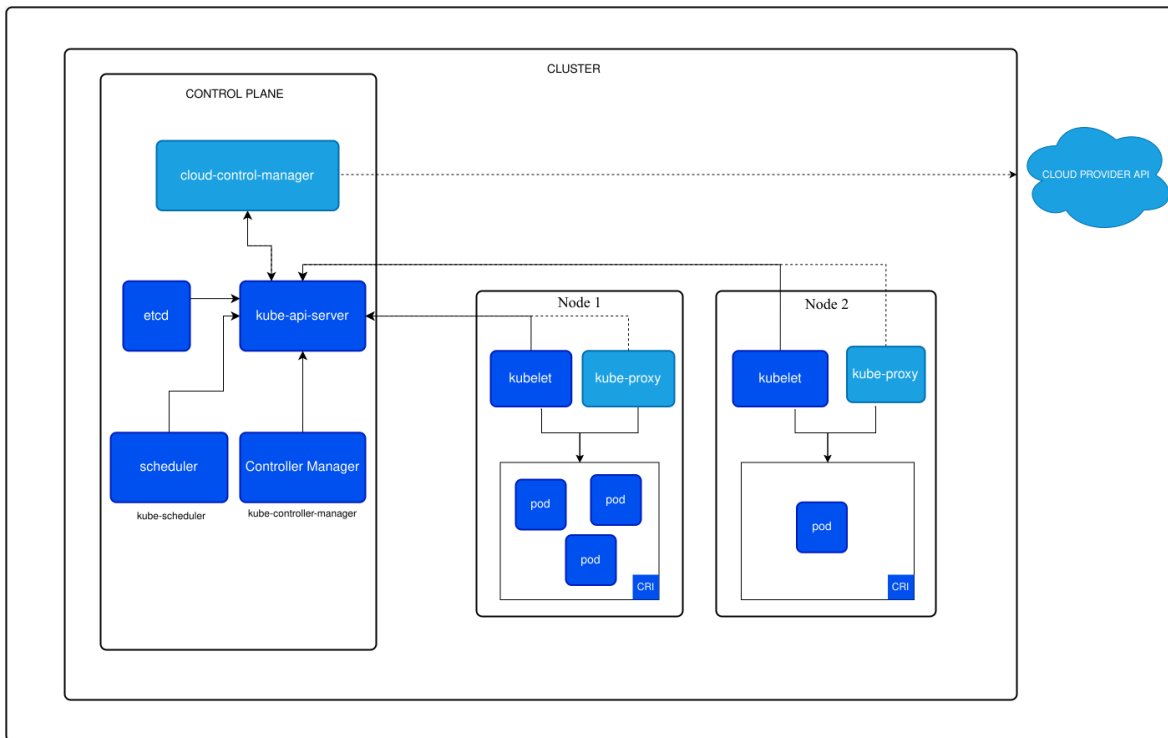 CLUSTER
CONTROL PLANE
cloud-control-manager
CLOUD PROVIDER API
etcd
kube-api-server
Node 1
Node 2
kubelet
kube-proxy
kubelet
kube-proxy
scheduler
Controller Manager
kube-scheduler
kube-controller-manager
pod
pod
pod
CRI
pod
CRI